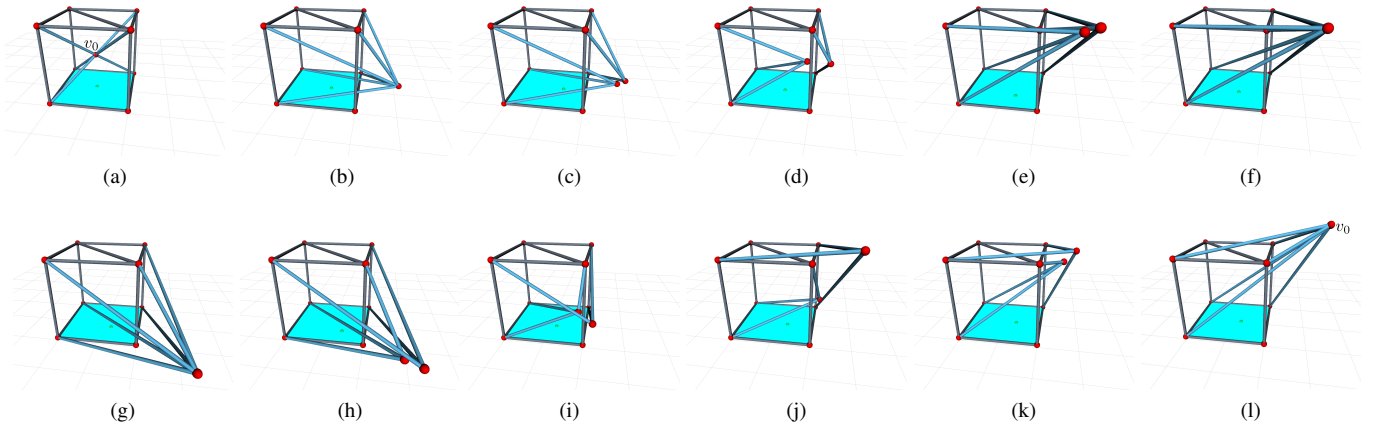 v₀
(a) (b) (c) (d) (e) (f)
v₀
(g) (h) (i) (j) (k) (l)